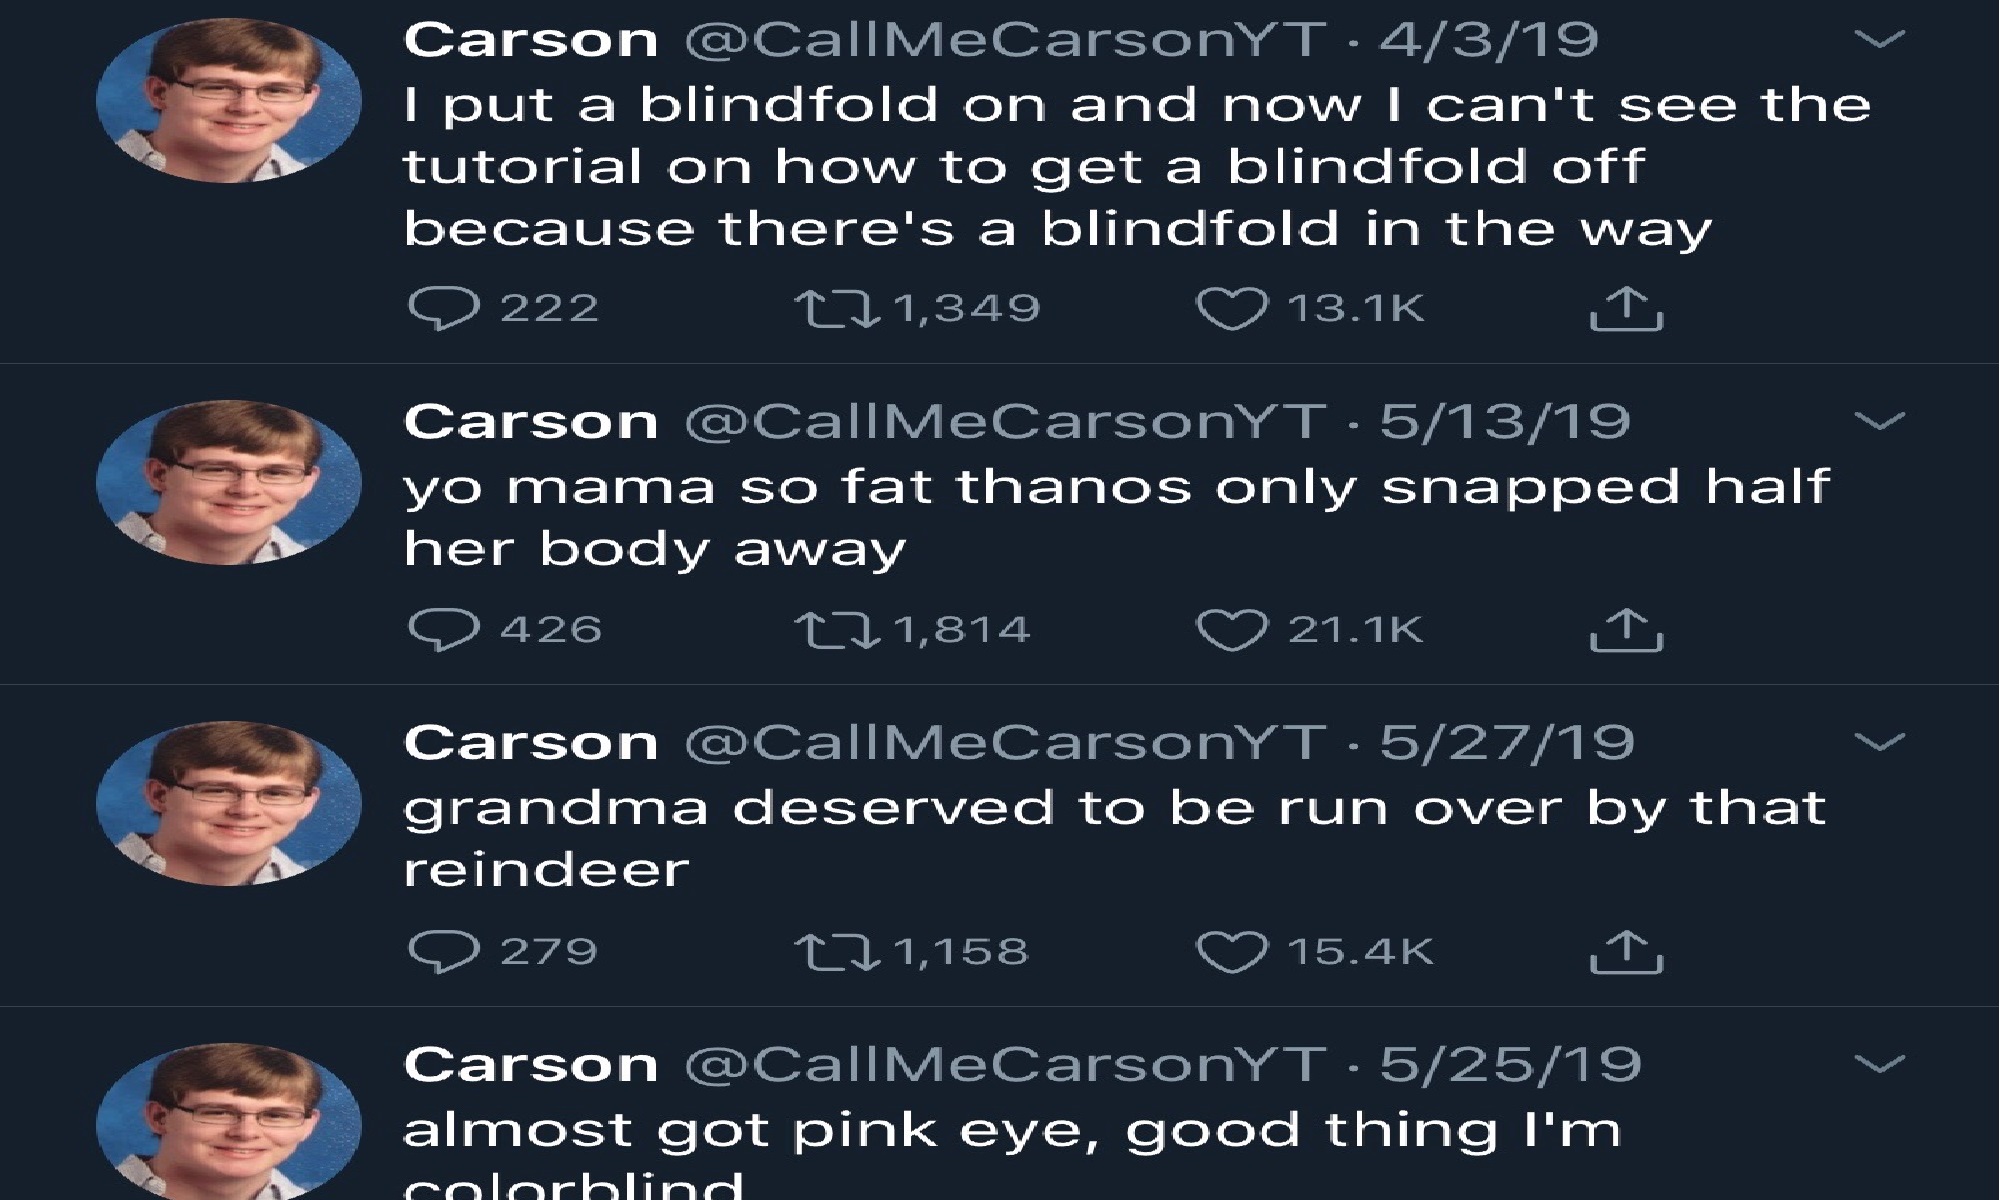 Carson @CallMeCarsonYT · 4/3/19
I put a blindfold on and now I can't see the
tutorial on how to get a blindfold off
because there's a blindfold in the way
222 1,349 13.1K
Carson @CallMeCarsonYT · 5/13/19
yo mama so fat thanos only snapped half
her body away
426 1,814 21.1K
Carson @CallMeCarsonYT · 5/27/19
grandma deserved to be run over by that
reindeer
279 1,158 15.4K
Carson @CallMeCarsonYT · 5/25/19
almost got pink eye, good thing I'm
colorblind